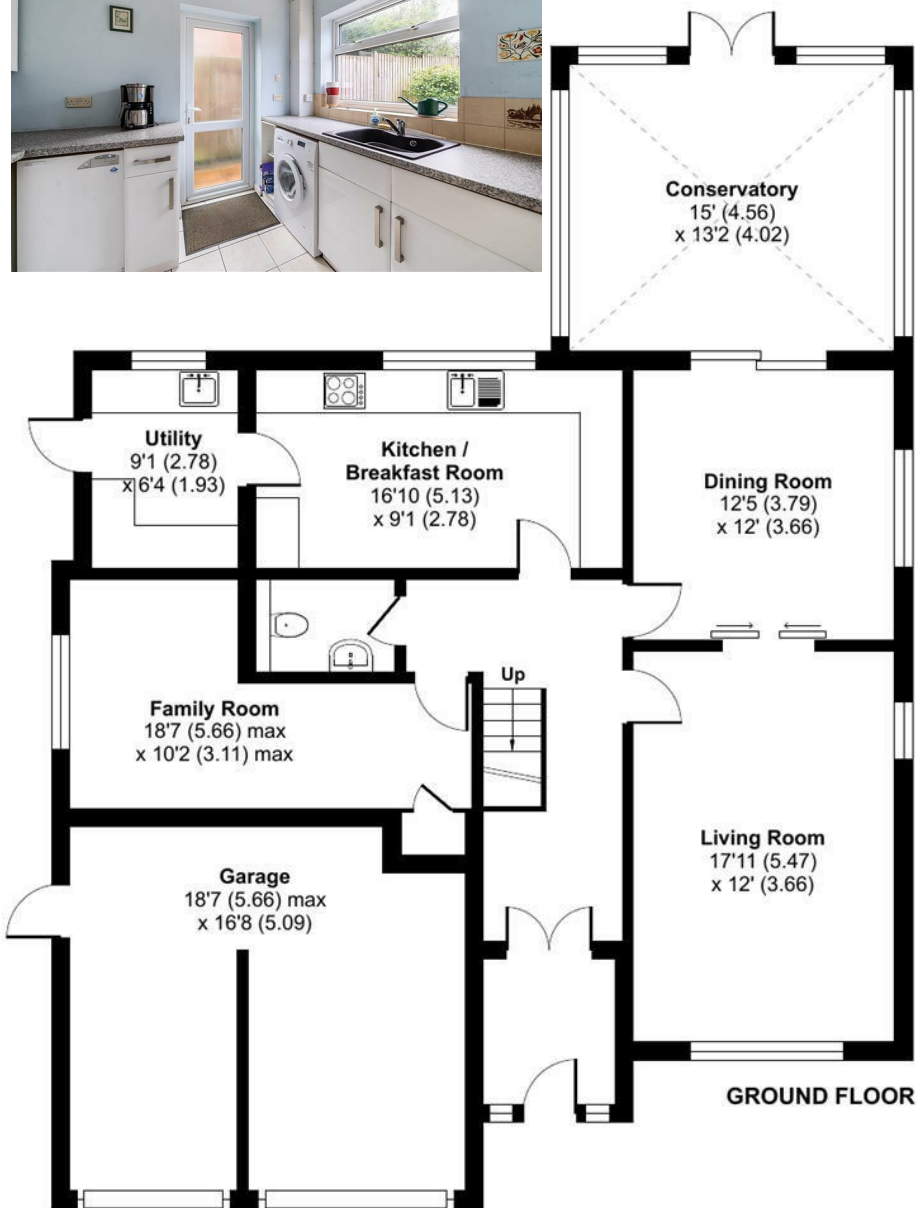 Conservatory
15' (4.56)
x 13'2 (4.02)
Utility
9'1 (2.78)
x 6'4 (1.93)
Kitchen /
Breakfast Room
16'10 (5.13)
x 9'1 (2.78)
Dining Room
12'5 (3.79)
x 12' (3.66)
Up
Family Room
18'7 (5.66) max
x 10'2 (3.11) max
Living Room
17'11 (5.47)
x 12' (3.66)
Garage
18'7 (5.66) max
x 16'8 (5.09)
GROUND FLOOR